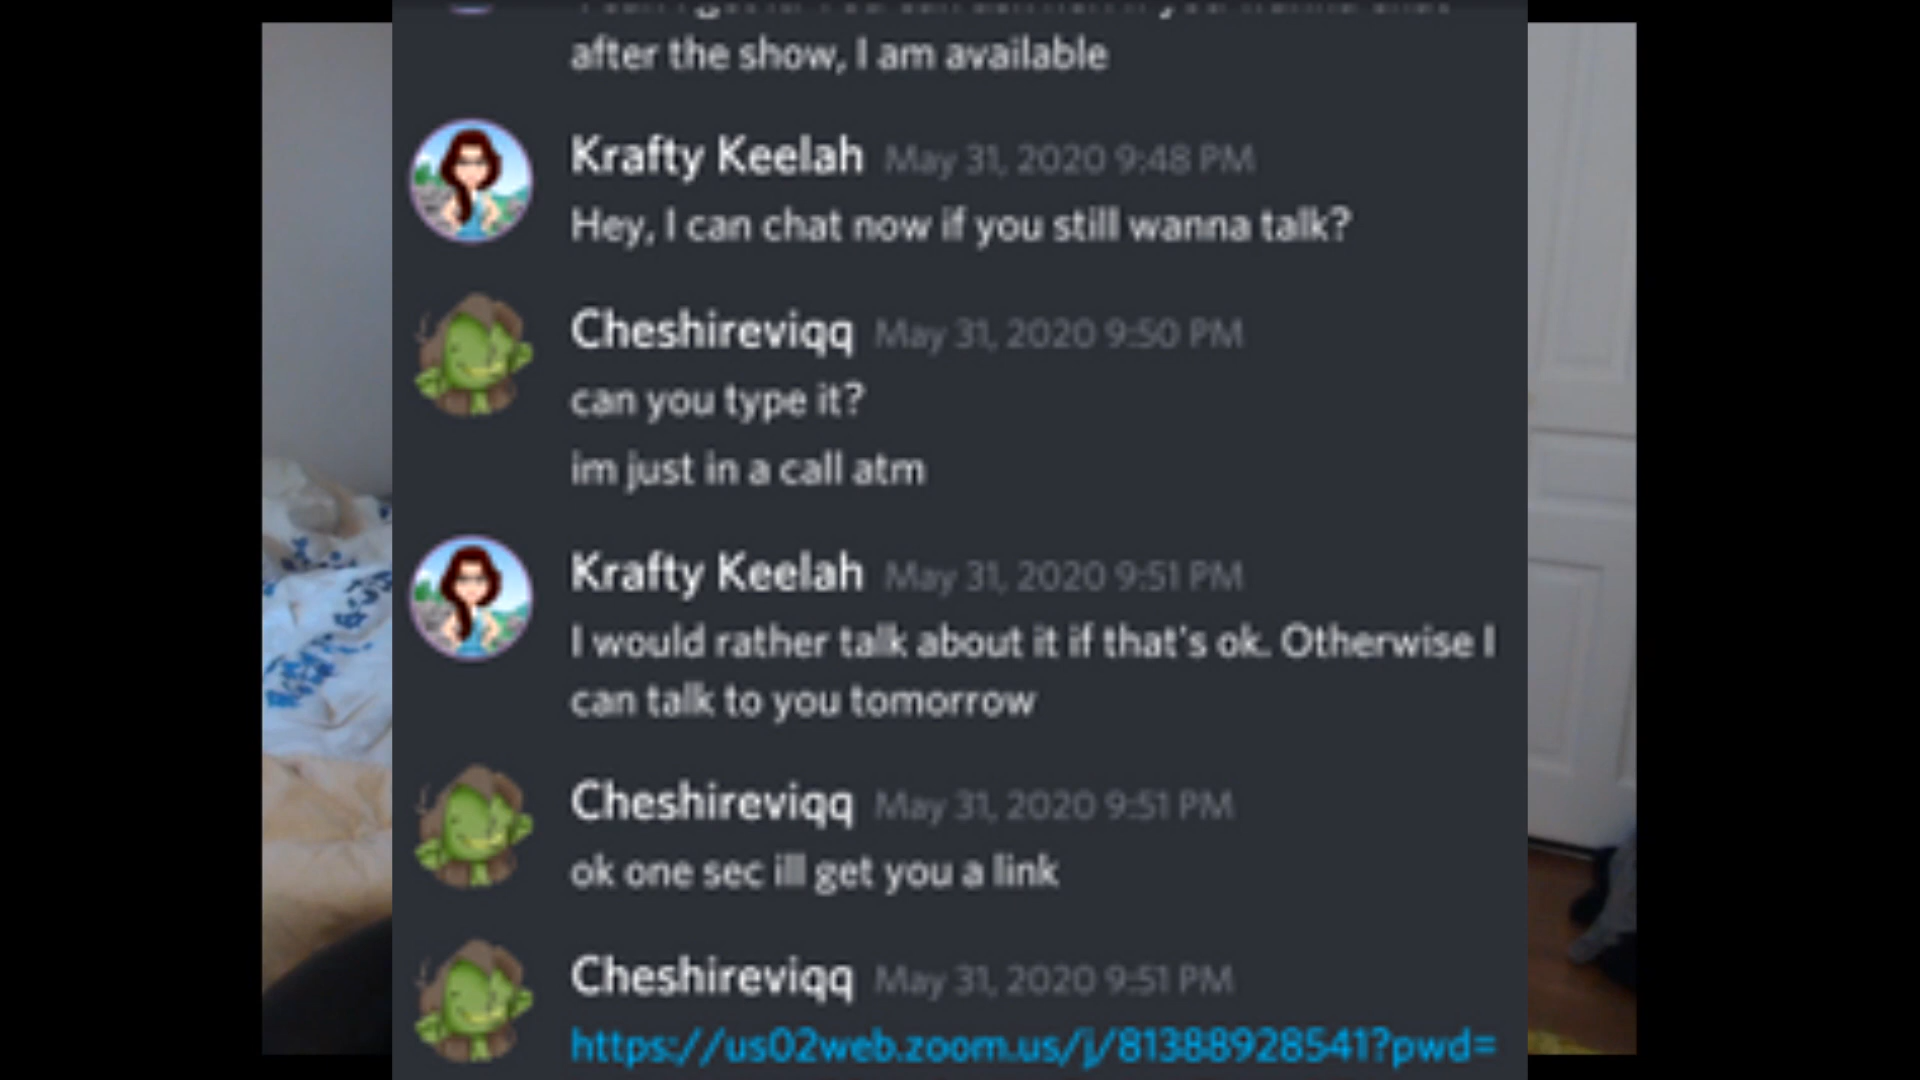 after the show, I am available
Krafty Keelah May 31, 2020 9:48 PM
Hey, I can chat now if you still wanna talk?
Cheshireviqq May 31, 2020 9:50 PM
can you type it?
im just in a call atm
Krafty Keelah May 31, 2020 9:51 PM
I would rather talk about it if that's ok. Otherwise I
can talk to you tomorrow
Cheshireviqq May 31, 2020 9:51 PM
ok one sec ill get you a link
Cheshireviqq May 31, 2020 9:51 PM
https://us02web.zoom.us/j/81388928541?pwd=